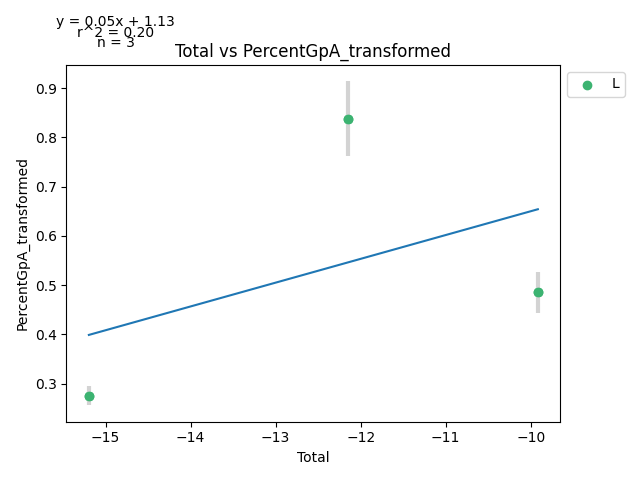 y = 0.05x + 1.13
r^2 = 0.20
n = 3
Total vs PercentGpA_transformed
L
PercentGpA_transformed
0.9
0.8
0.7
0.6
0.5
0.4
0.3
−15
−14
−13
−12
−11
−10
Total